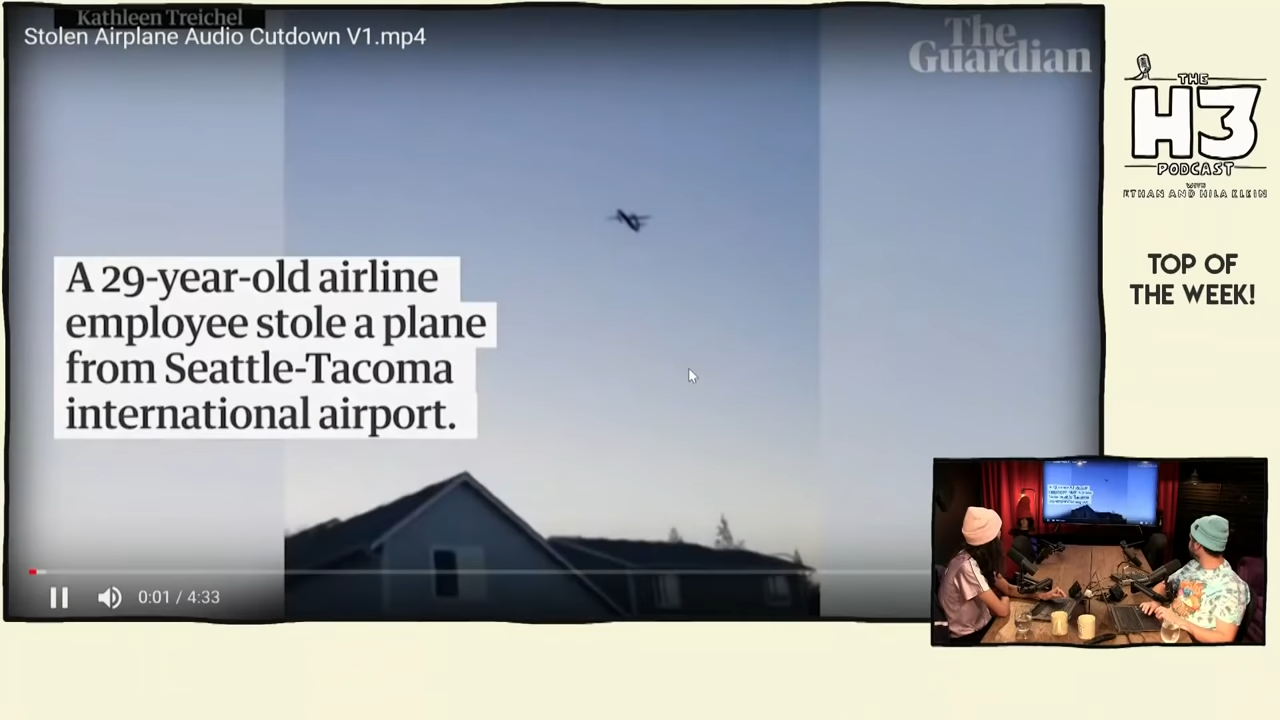 Kathleen Treichel
Stolen Airplane Audio Cutdown V1.mp4
The
Guardian
A 29-year-old airline
employee stole a plane
from Seattle-Tacoma
international airport.
0:01 / 4:33
THE
H3
PODCAST
WITH
ETHAN AND HILA KLEIN
TOP OF
THE WEEK!